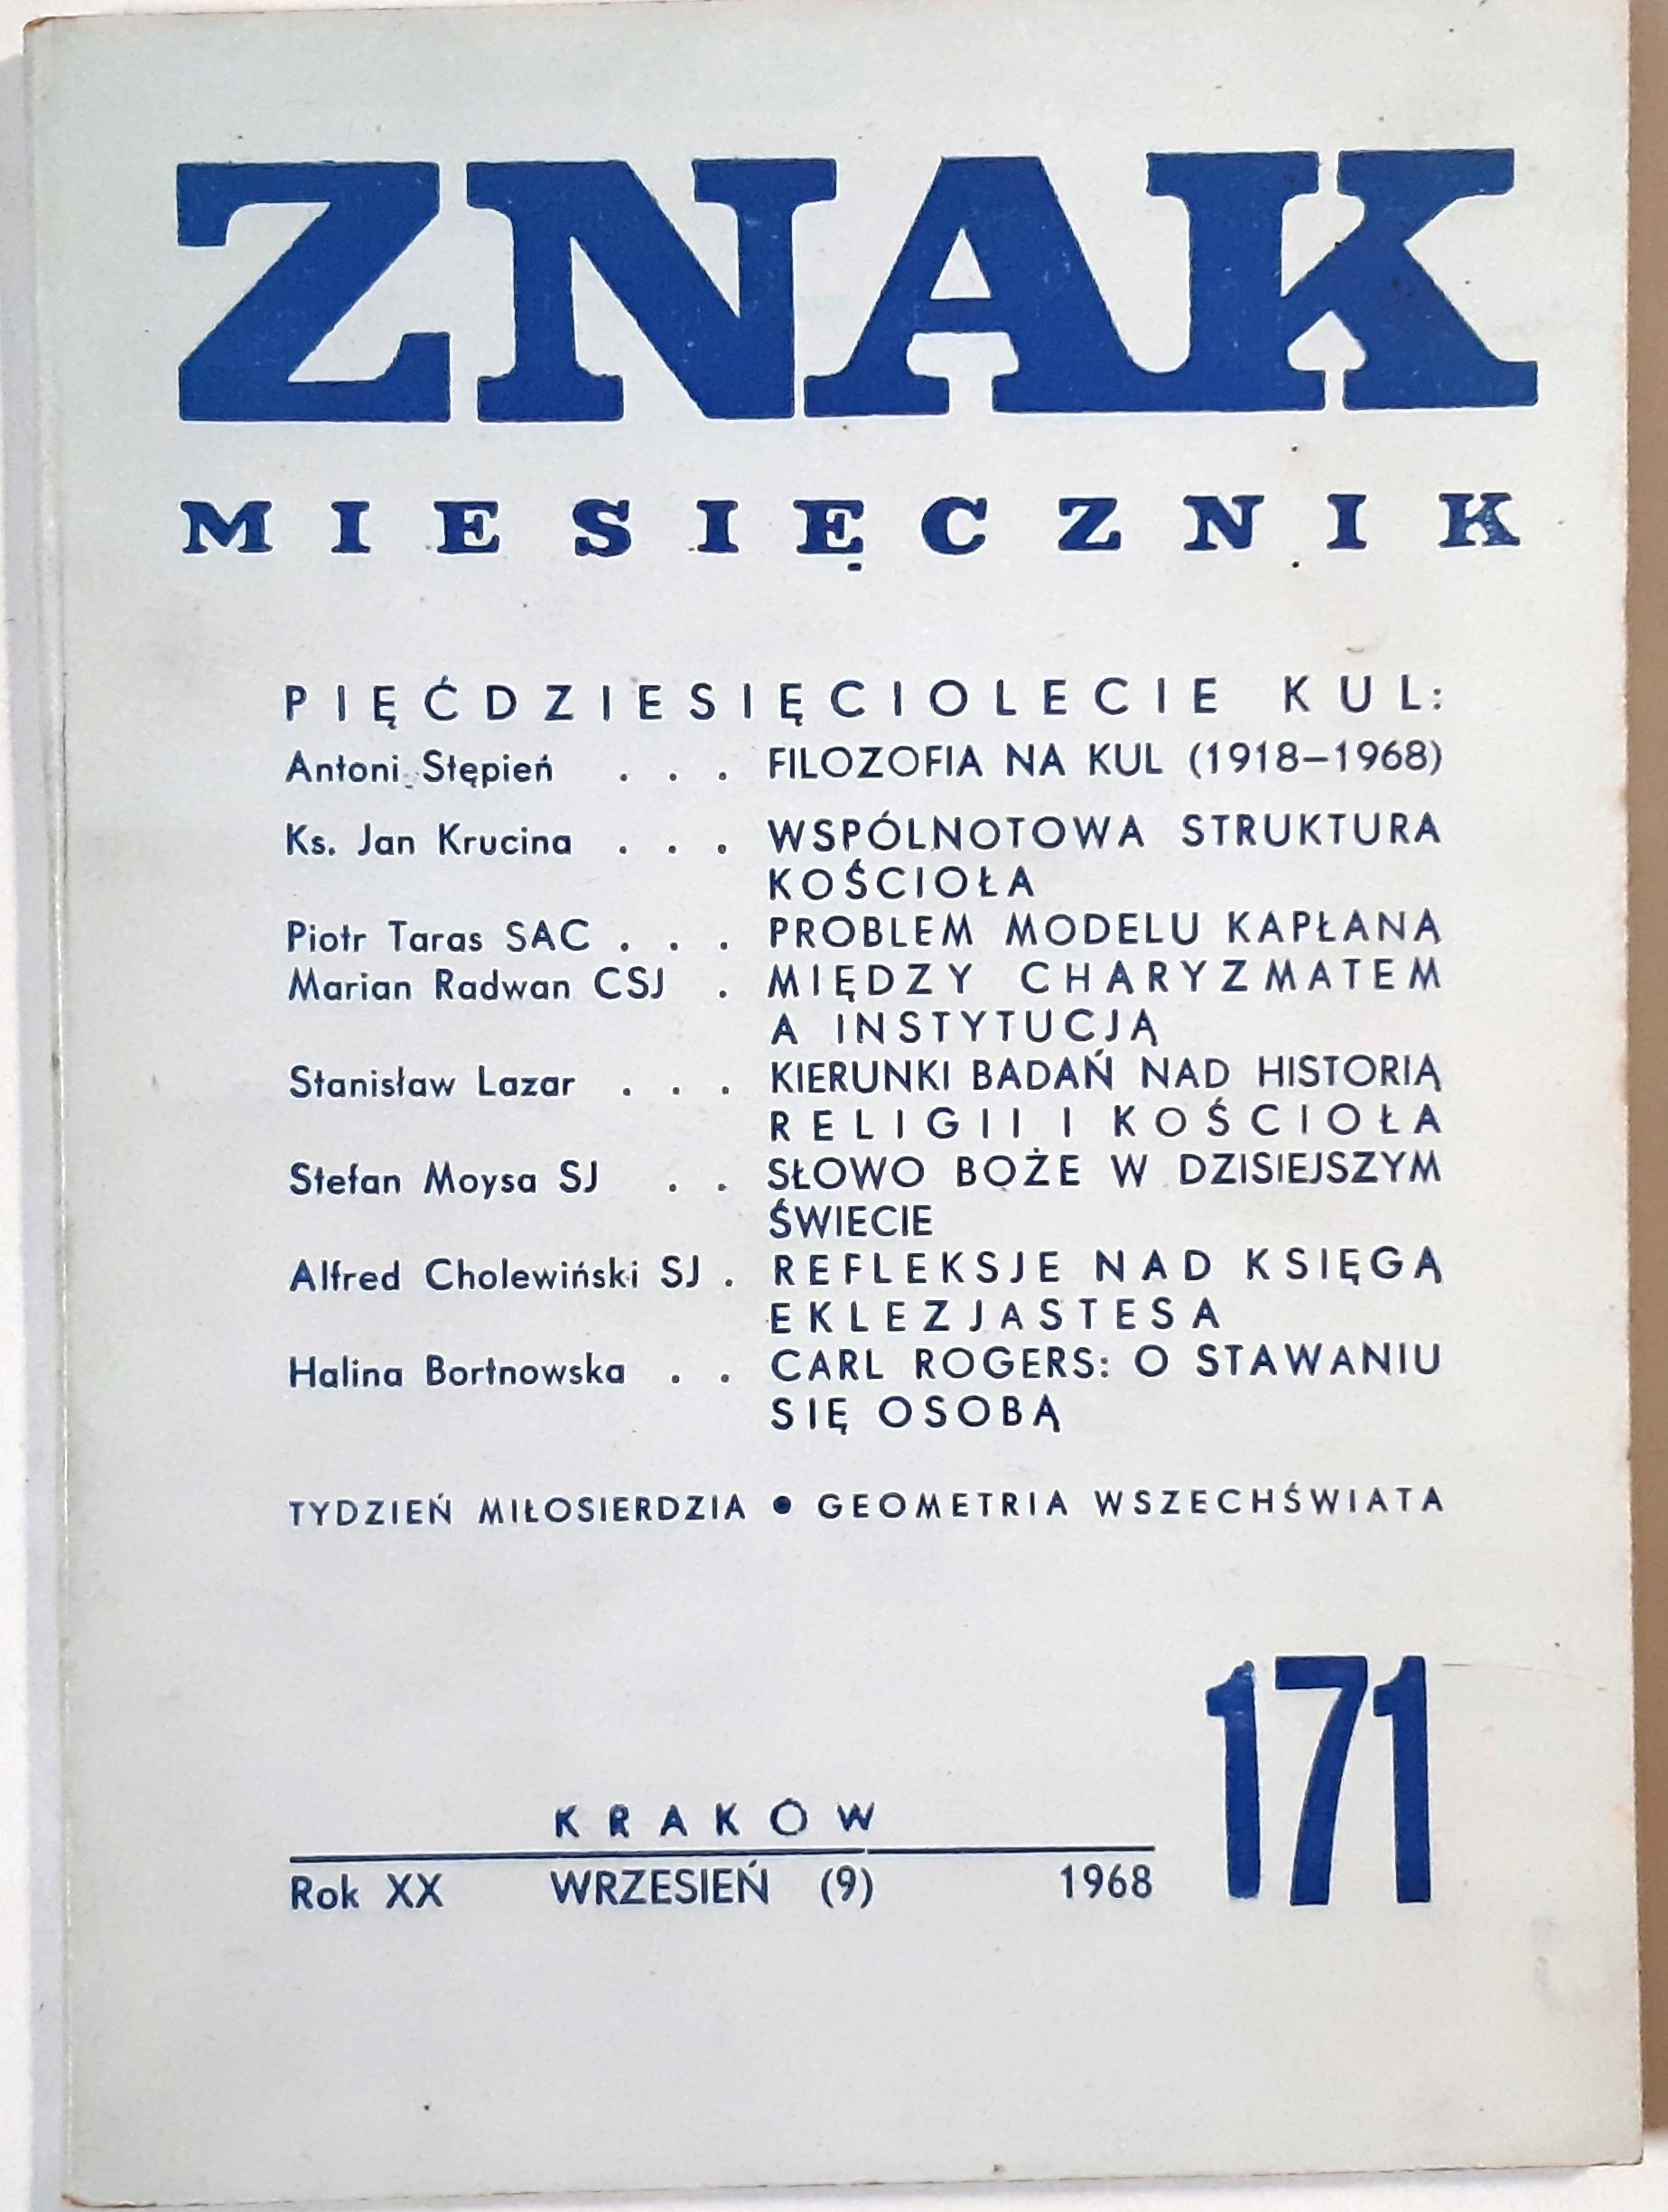 ZNAK
MIESIĘCZNIK
PIĘĆDZIESIĘCIOLECIE KUL:
Antoni Stępień . . . FILOZOFIA NA KUL (1918–1968)
Ks. Jan Krucina . . . WSPÓLNOTOWA STRUKTURA
KOŚCIOŁA
Piotr Taras SAC . . . PROBLEM MODELU KAPŁANA
Marian Radwan CSJ . MIĘDZY CHARYZMATEM
A INSTYTUCJĄ
Stanisław Lazar . . . KIERUNKI BADAŃ NAD HISTORIĄ
RELIGII I KOŚCIOŁA
Stefan Moysa SJ . . SŁOWO BOŻE W DZISIEJSZYM
ŚWIECIE
Alfred Cholewiński SJ . REFLEKSJE NAD KSIĘGĄ
EKLEZJASTESA
Halina Bortnowska . . CARL ROGERS: O STAWANIU
SIĘ OSOBĄ
TYDZIEŃ MIŁOSIERDZIA • GEOMETRIA WSZECHŚWIATA
171
KRAKÓW
Rok XX WRZESIEŃ (9) 1968